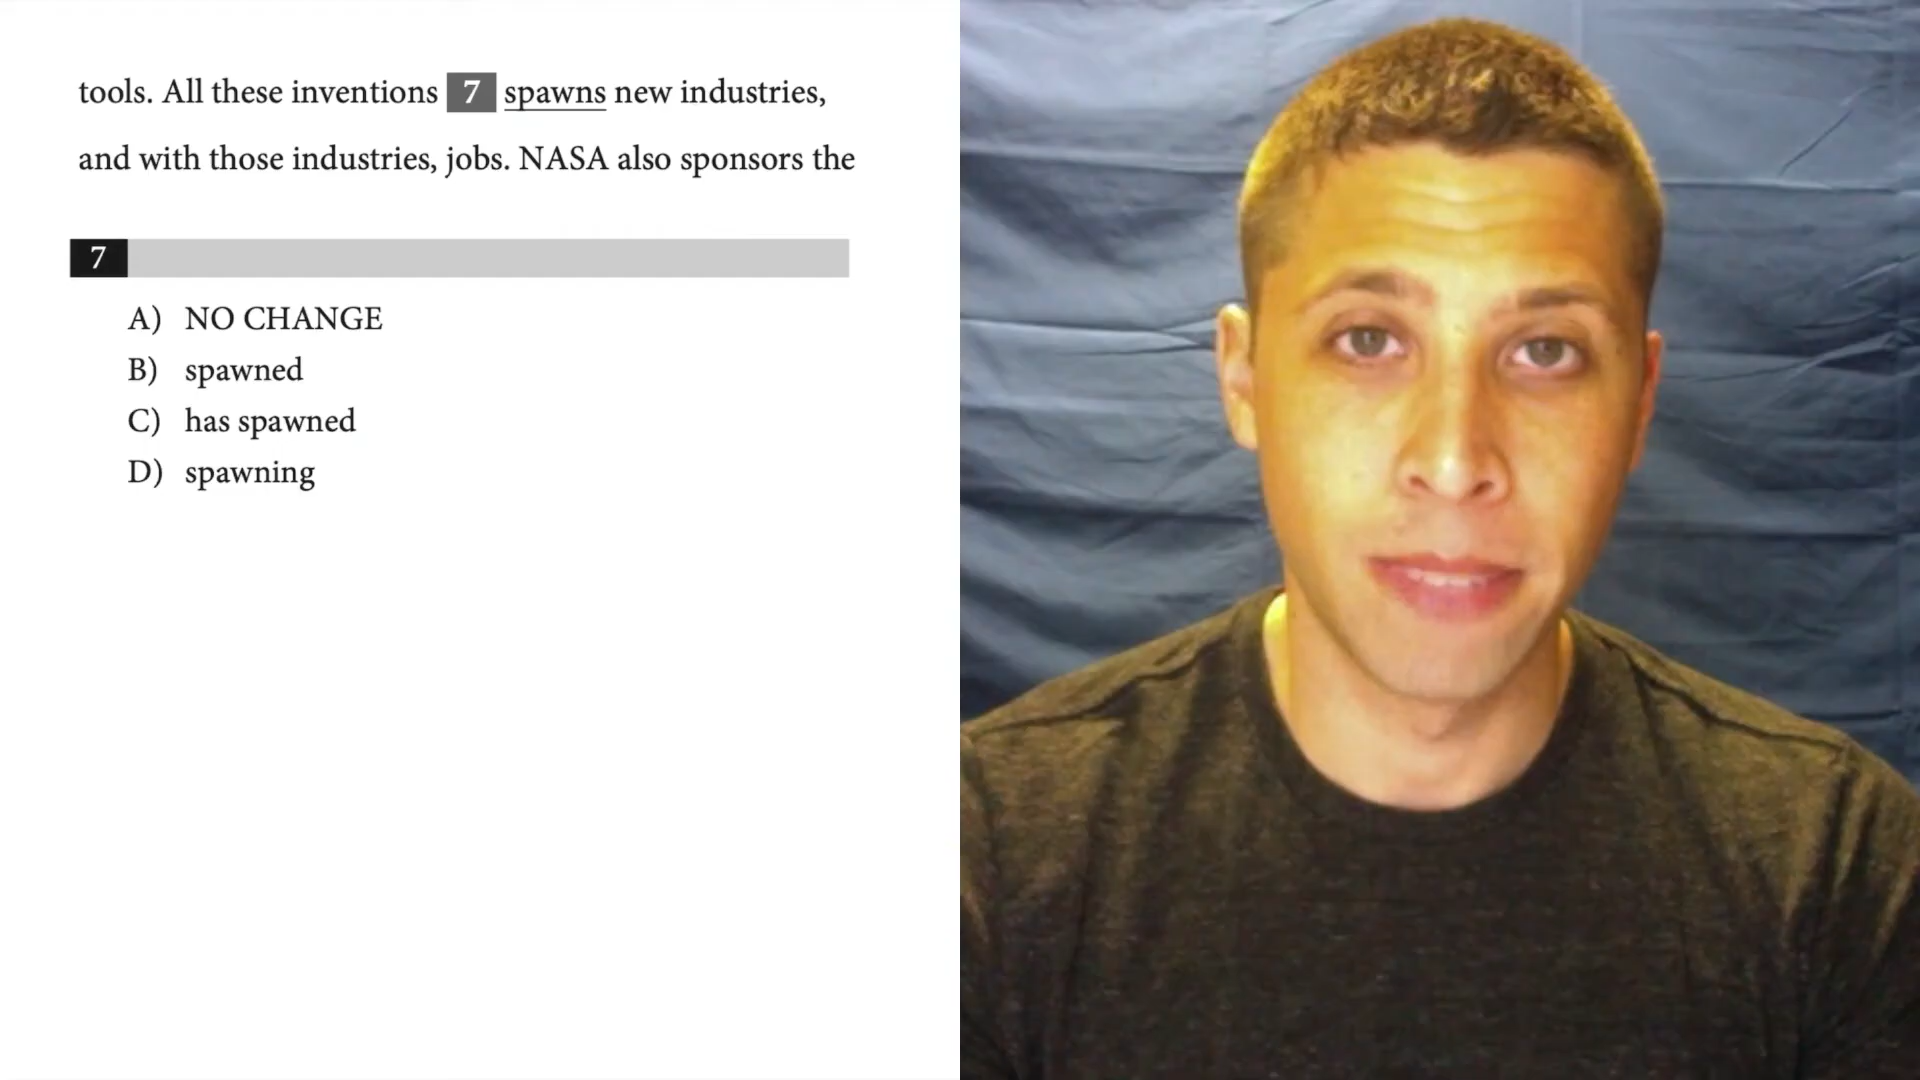 tools. All these inventions 7 spawns new industries,
and with those industries, jobs. NASA also sponsors the
7
A) NO CHANGE
B) spawned
C) has spawned
D) spawning